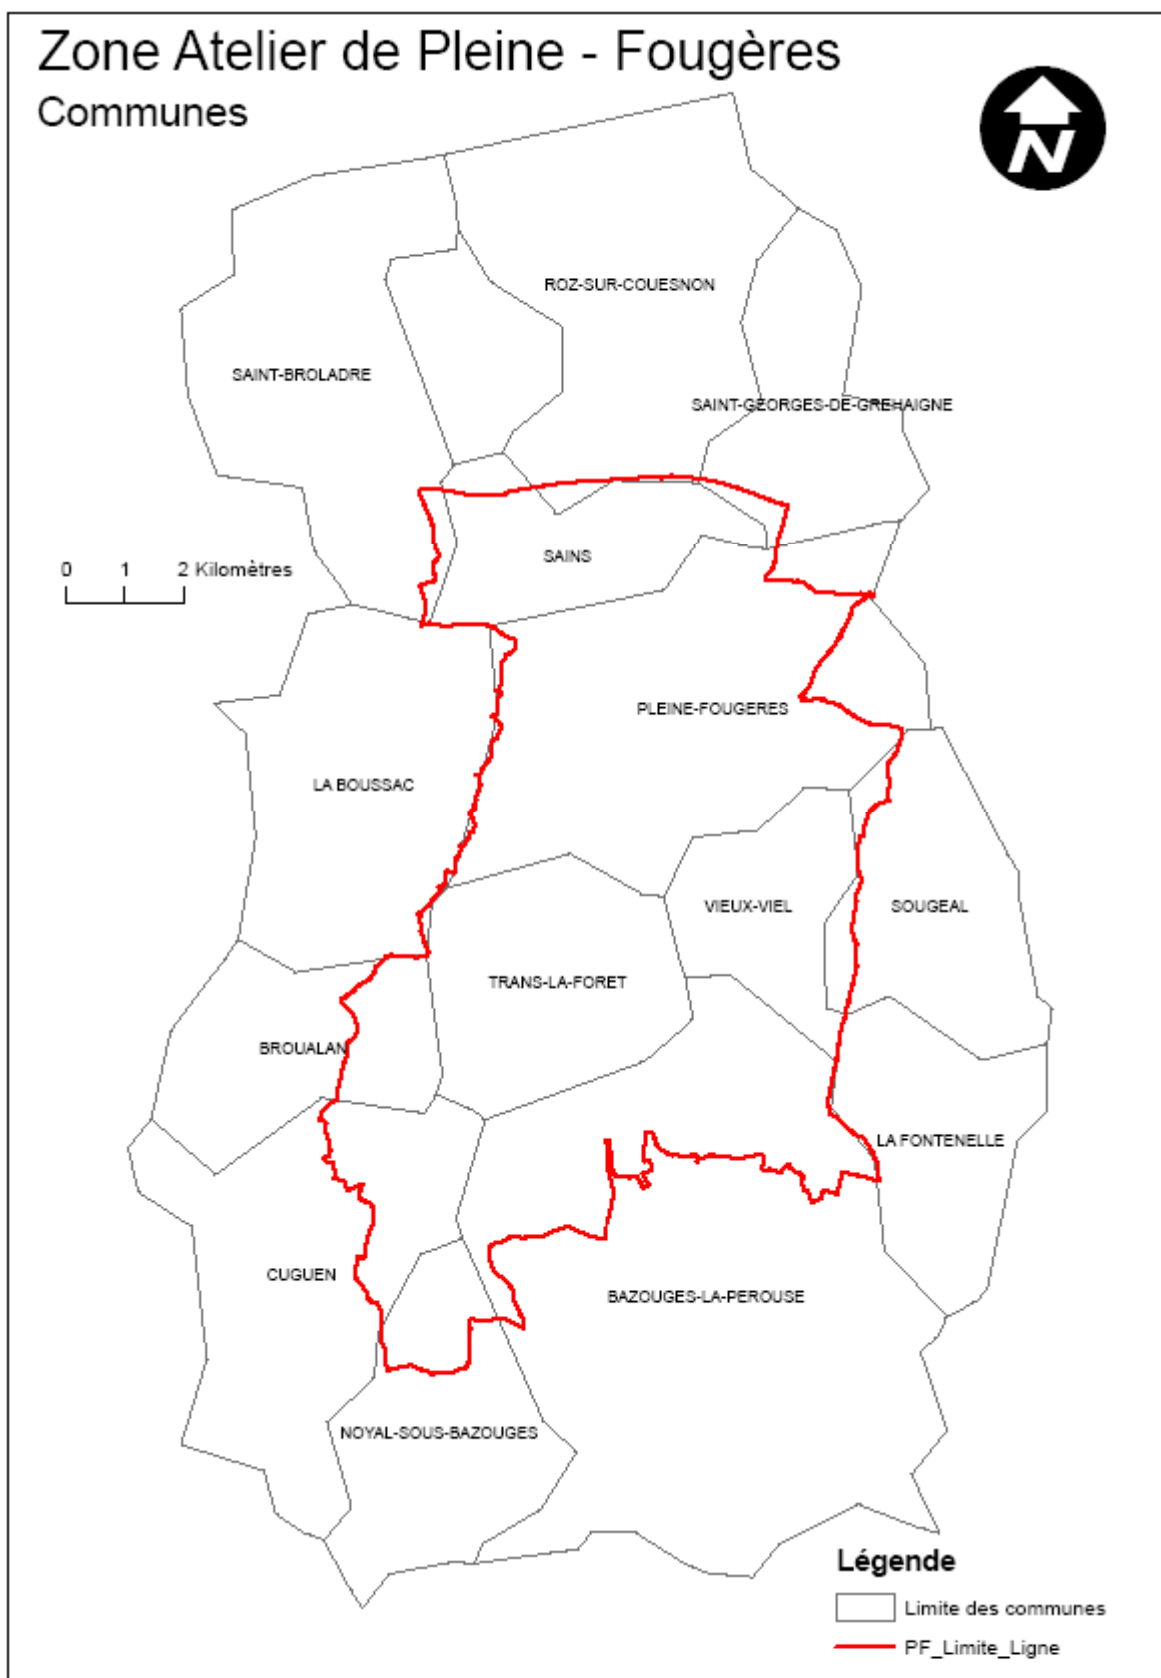 Zone Atelier de Pleine - Fougères
Communes
N
ROZ-SUR-COUESNON
SAINT-BROLADRE
SAINT-GEORGES-DE-GREHAIGNE
SAINS
0 1 2 Kilomètres
PLEINE-FOUGERES
LA BOUSSAC
VIEUX-VIEL
SOUGEAL
TRANS-LA-FORET
BROUALAN
LA FONTENELLE
CUGUEN
BAZOUGES-LA-PEROUSE
NOYAL-SOUS-BAZOUGES
Légende
Limite des communes
PF_Limite_Ligne